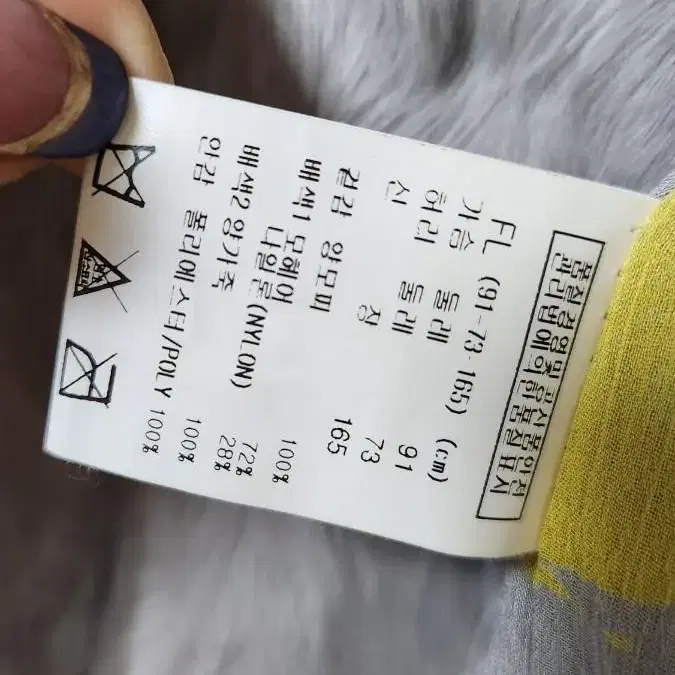 품질경영및 공산품안전
관리법에의한품질표시
FL (91-73-165) (cm)
가슴 둘레 91
허리 둘레 73
신 장 165
겉감 양모피 100%
배색1 모헤어 72%
나일론(NYLON) 28%
배색2 양가죽 100%
안감 폴리에스터/POLY 100%